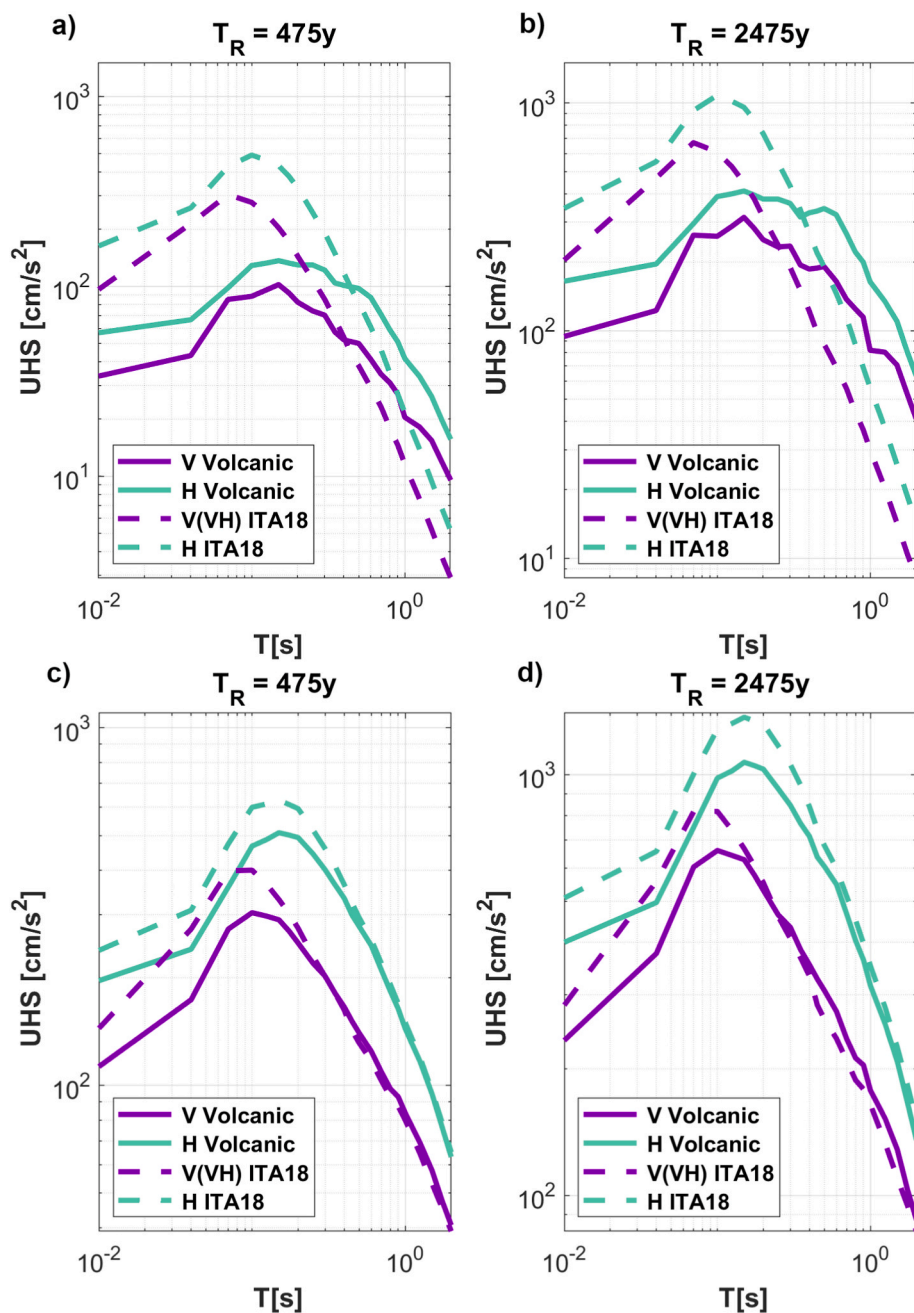 a)
T_R = 475y
10^3
10^2
10^1
UHS [cm/s^2]
V Volcanic
H Volcanic
V(VH) ITA18
H ITA18
10^-2
10^0
T[s]
b)
T_R = 2475y
10^3
10^2
10^1
UHS [cm/s^2]
V Volcanic
H Volcanic
V(VH) ITA18
H ITA18
10^-2
10^0
T[s]
c)
T_R = 475y
10^3
10^2
UHS [cm/s^2]
V Volcanic
H Volcanic
V(VH) ITA18
H ITA18
10^-2
10^0
T[s]
d)
T_R = 2475y
10^3
10^2
UHS [cm/s^2]
V Volcanic
H Volcanic
V(VH) ITA18
H ITA18
10^-2
10^0
T[s]